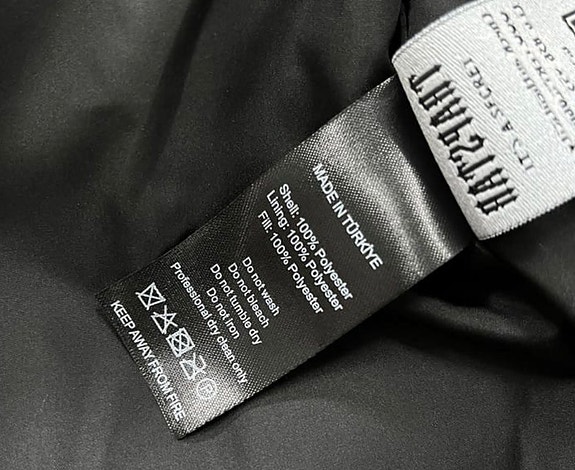 MADE IN TÜRKİYE
Shell: 100% Polyester
Lining: 100% Polyester
Fill: 100% Polyester
Do not wash
Do not bleach
Do not tumble dry
Do not iron
Professional dry clean only
KEEP AWAY FROM FIRE
IT'S A SECRET